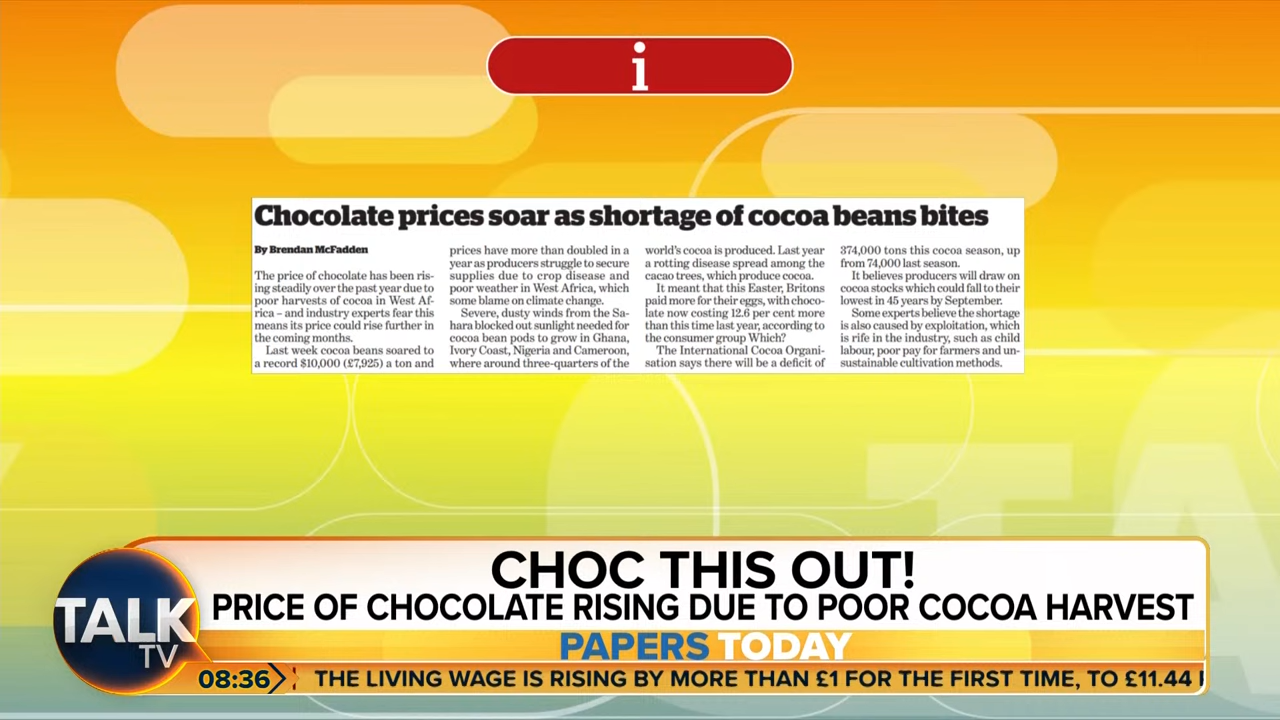 i
Chocolate prices soar as shortage of cocoa beans bites
By Brendan McFadden
The price of chocolate has been ris-
ing steadily over the past year due to
poor harvests of cocoa in West Af-
rica – and industry experts fear this
means its price could rise further in
the coming months.
Last week cocoa beans soared to
a record $10,000 (£7,925) a ton and
prices have more than doubled in a
year as producers struggle to secure
supplies due to crop disease and
poor weather in West Africa, which
some blame on climate change.
Severe, dusty winds from the Sa-
hara blocked out sunlight needed for
cocoa bean pods to grow in Ghana,
Ivory Coast, Nigeria and Cameroon,
where around three-quarters of the
world's cocoa is produced. Last year
a rotting disease spread among the
cacao trees, which produce cocoa.
It meant that this Easter, Britons
paid more for their eggs, with choco-
late now costing 12.6 per cent more
than this time last year, according to
the consumer group Which?
The International Cocoa Organi-
sation says there will be a deficit of
374,000 tons this cocoa season, up
from 74,000 last season.
It believes producers will draw on
cocoa stocks which could fall to their
lowest in 45 years by September.
Some experts believe the shortage
is also caused by exploitation, which
is rife in the industry, such as child
labour, poor pay for farmers and un-
sustainable cultivation methods.
CHOC THIS OUT!
PRICE OF CHOCOLATE RISING DUE TO POOR COCOA HARVEST
PAPERS TODAY
TALK
TV
08:36
THE LIVING WAGE IS RISING BY MORE THAN £1 FOR THE FIRST TIME, TO £11.44